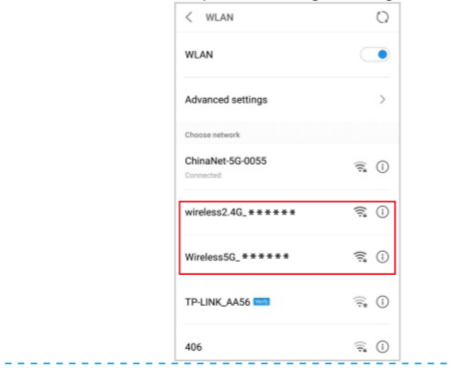 WLAN
WLAN
Advanced settings
Choose network
ChinaNet-5G-0055
Connected
wireless2.4G_******
Wireless5G_******
TP-LINK_AA56
406